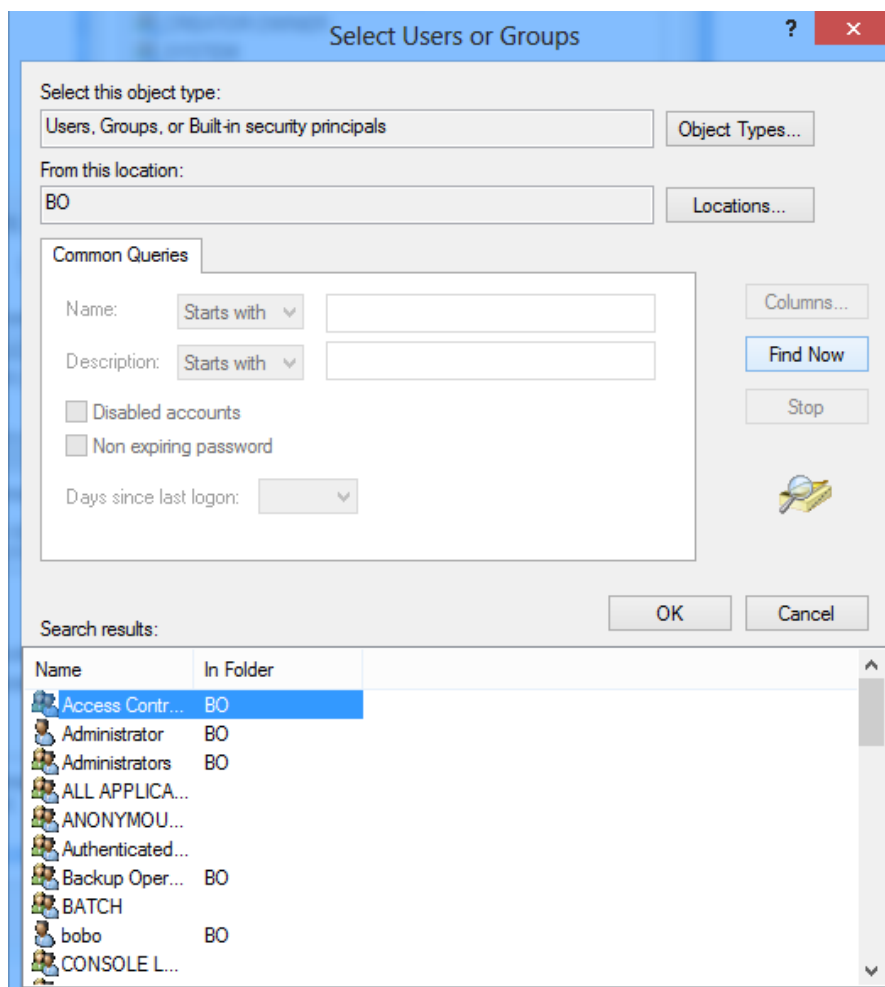 CREATOR OWNER
SYSTEM
Select Users or Groups
?
Select this object type:
Users, Groups, or Built-in security principals
Object Types...
From this location:
BO
Locations...
Common Queries
Name: Starts with
Columns...
Description: Starts with
Find Now
Disabled accounts
Stop
Non expiring password
Days since last logon:
OK Cancel
Search results:
Name In Folder
Access Contr... BO
Administrator BO
Administrators BO
ALL APPLICA...
ANONYMOU...
Authenticated...
Backup Oper... BO
BATCH
bobo BO
CONSOLE L...